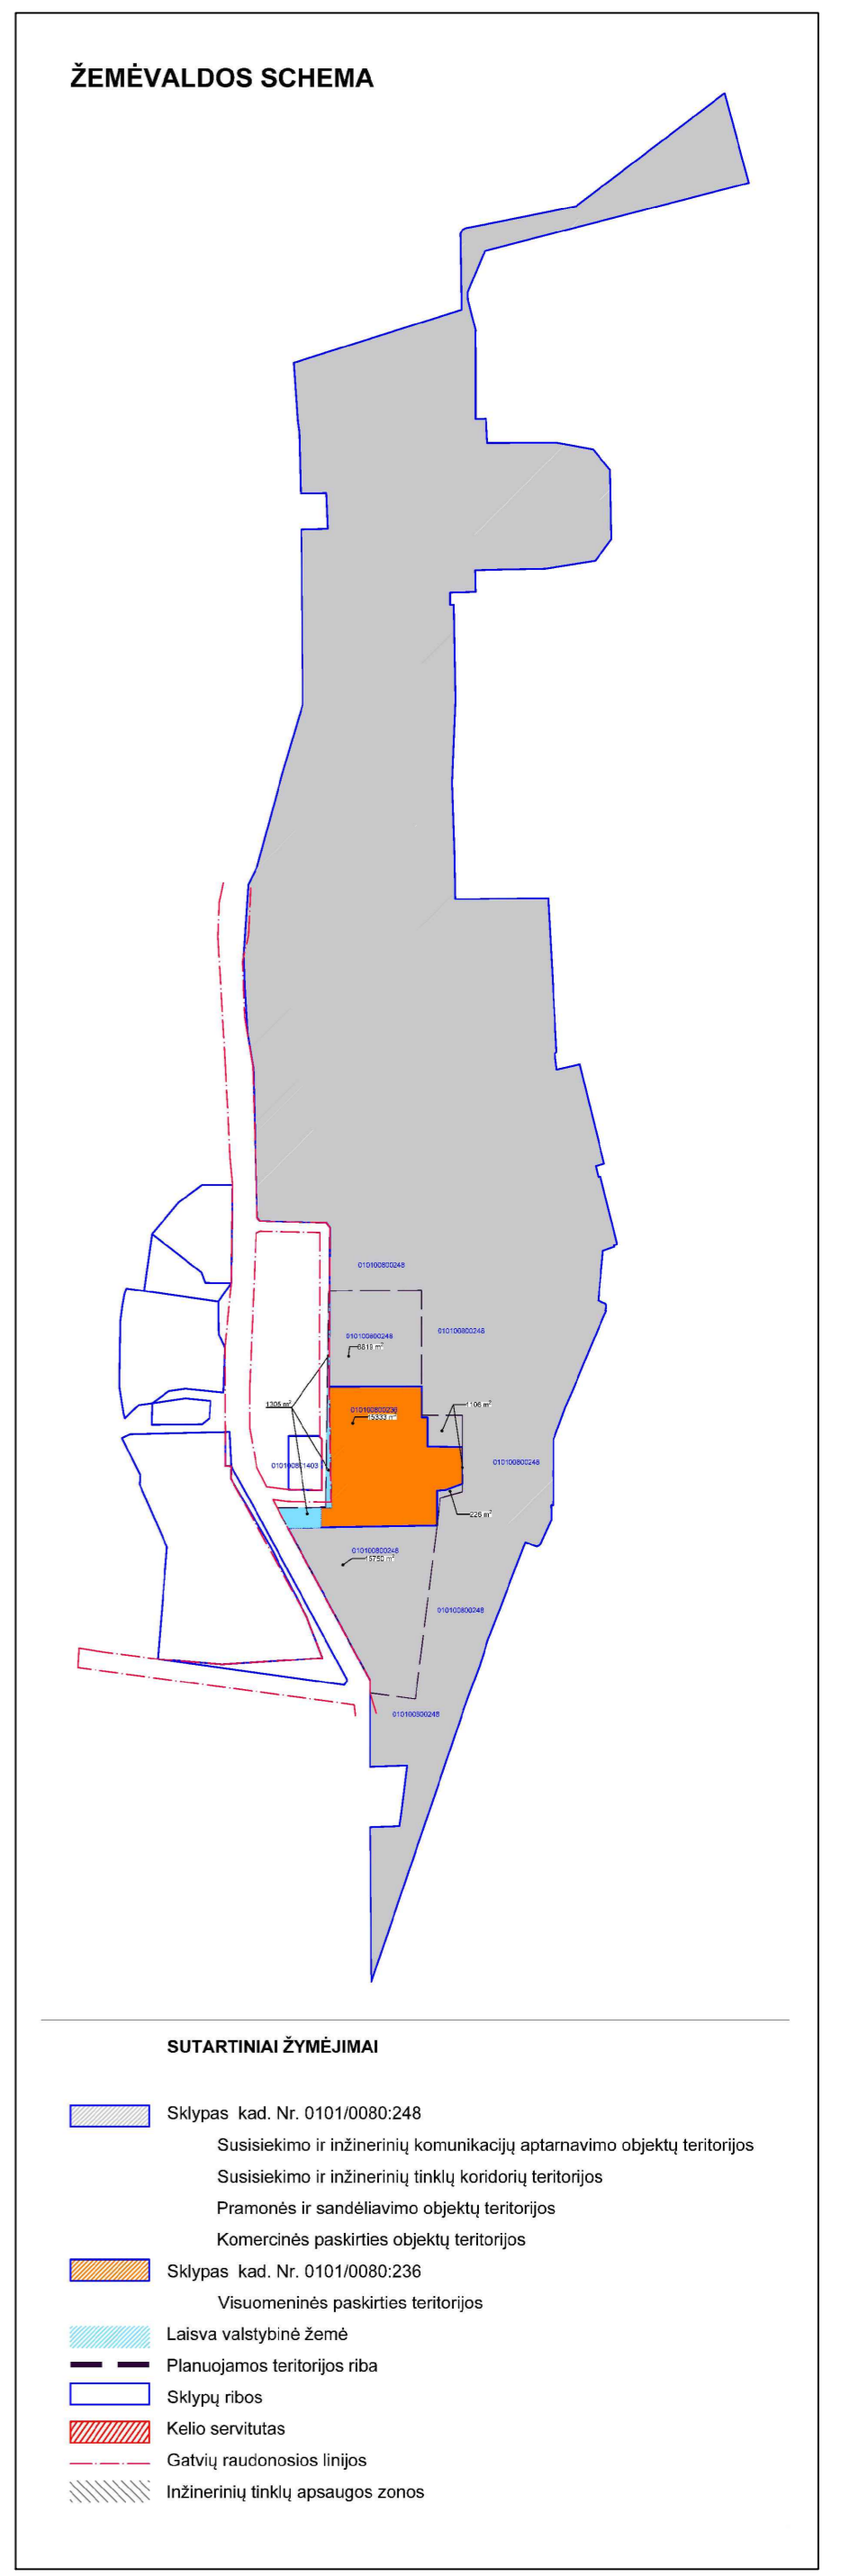 ŽEMĖVALDOS SCHEMA
010100800248
010100800248
010100800248
6819 m²
010100800236
15333 m²
1305 m²
1106 m²
010100801403
010100800248
226 m²
010100800248
15750 m²
010100800248
010100800248
SUTARTINIAI ŽYMĖJIMAI
Sklypas kad. Nr. 0101/0080:248
Susisiekimo ir inžinerinių komunikacijų aptarnavimo objektų teritorijos
Susisiekimo ir inžinerinių tinklų koridorių teritorijos
Pramonės ir sandėliavimo objektų teritorijos
Komercinės paskirties objektų teritorijos
Sklypas kad. Nr. 0101/0080:236
Visuomeninės paskirties teritorijos
Laisva valstybinė žemė
Planuojamos teritorijos riba
Sklypų ribos
Kelio servitutas
Gatvių raudonosios linijos
Inžinerinių tinklų apsaugos zonos